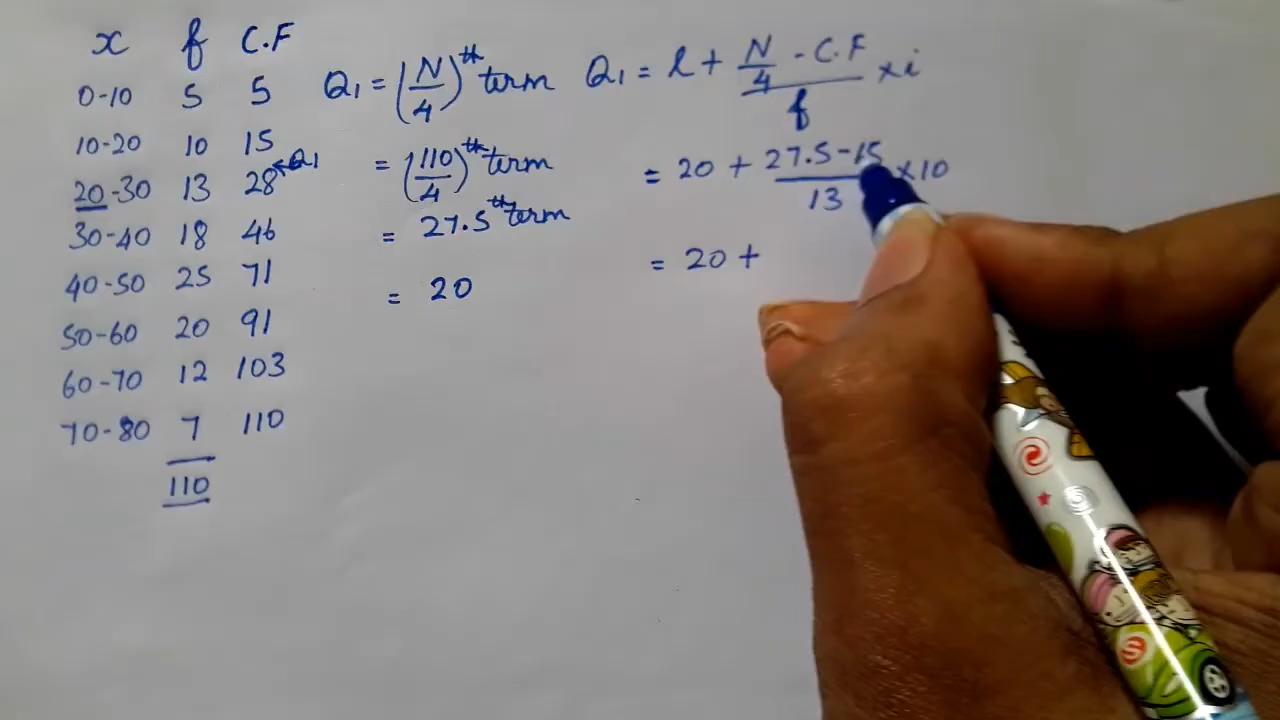 x f C.F
0-10 5 5
10-20 10 15
20-30 13 28 ←Q1
30-40 18 46
40-50 25 71
50-60 20 91
60-70 12 103
70-80 7 110
110
Q1 = (N/4)th term
= (110/4)th term
= 27.5th term
= 20
Q1 = l + N/4 - C.F / f × i
= 20 + 27.5-15 / 13 ×10
= 20 +